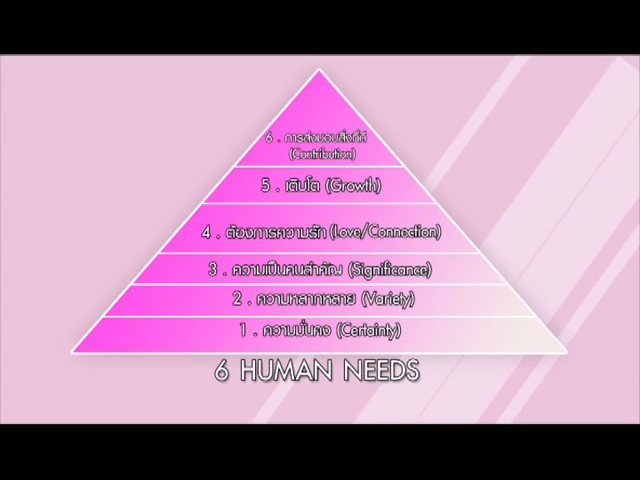 6 . การส่งมอบสิ่งที่ดี
(Contribution)
5 . เติบโต (Growth)
4 . ต้องการความรัก (Love/Connection)
3 . ความเป็นคนสำคัญ (Significance)
2 . ความหลากหลาย (Variety)
1 . ความมั่นคง (Certainty)
6 HUMAN NEEDS